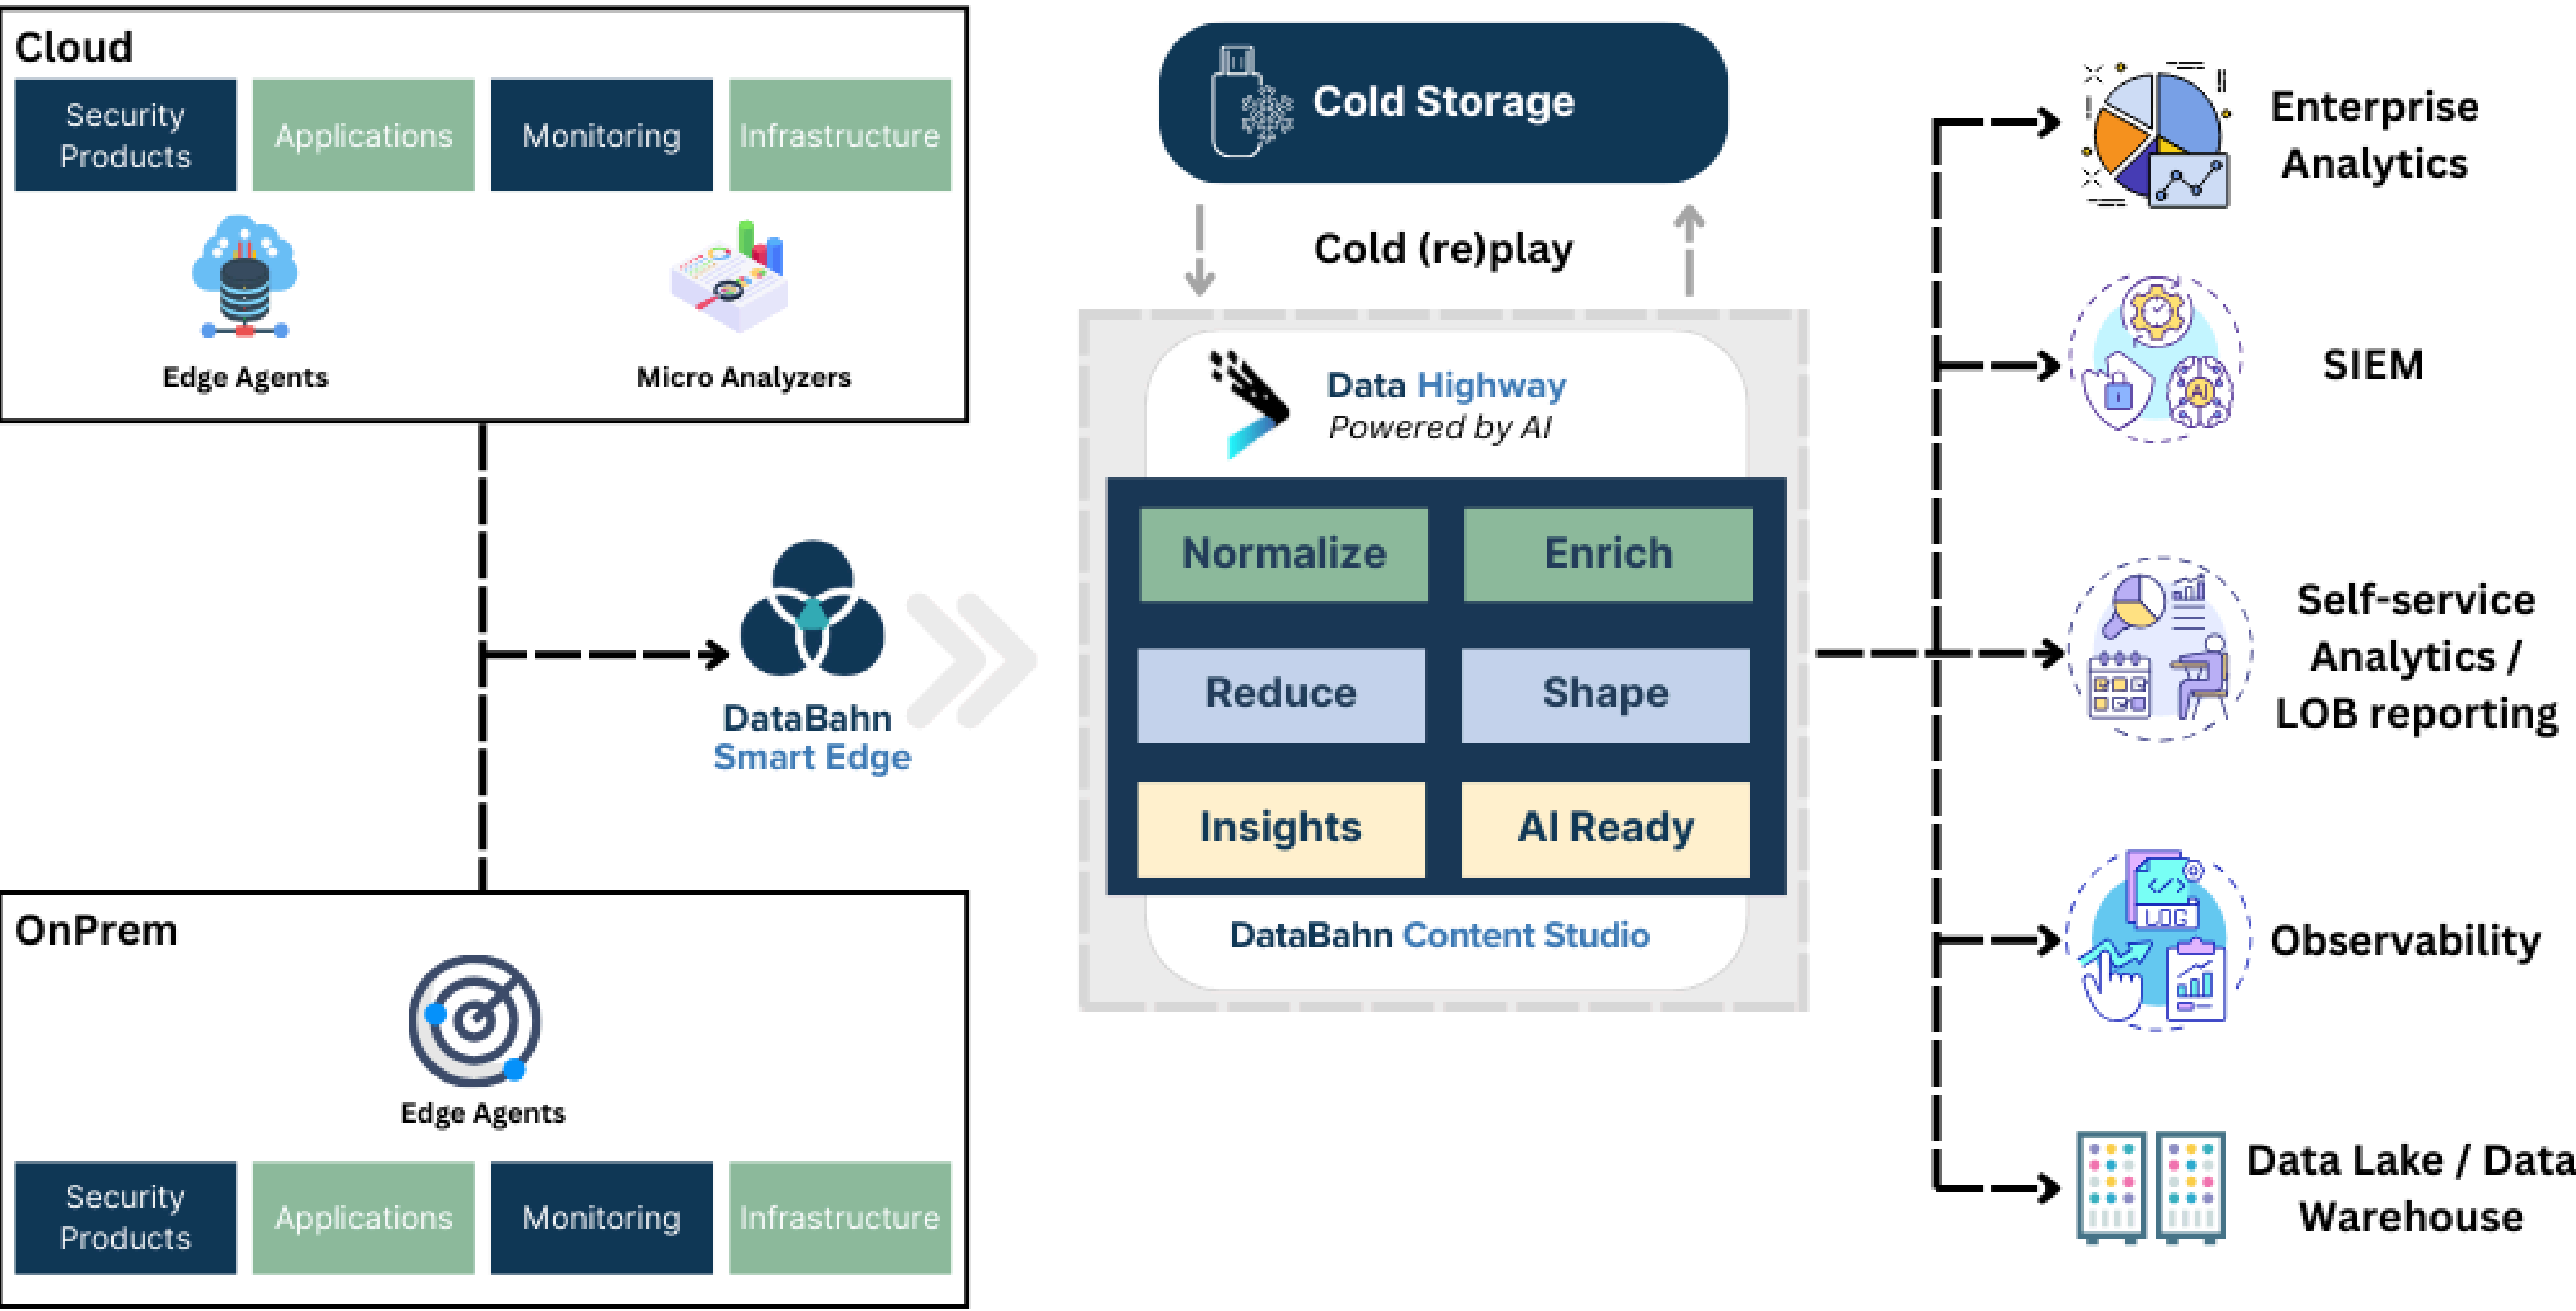 Cloud
Security
Products
Applications
Monitoring
Infrastructure
Edge Agents
Micro Analyzers
DataBahn
Smart Edge
OnPrem
Edge Agents
Security
Products
Applications
Monitoring
Infrastructure
Cold Storage
Cold (re)play
Data Highway
Powered by AI
Normalize
Enrich
Reduce
Shape
Insights
AI Ready
DataBahn Content Studio
Enterprise
Analytics
AI
SIEM
Self-service
Analytics /
LOB reporting
LOG
Observability
Data Lake / Data
Warehouse